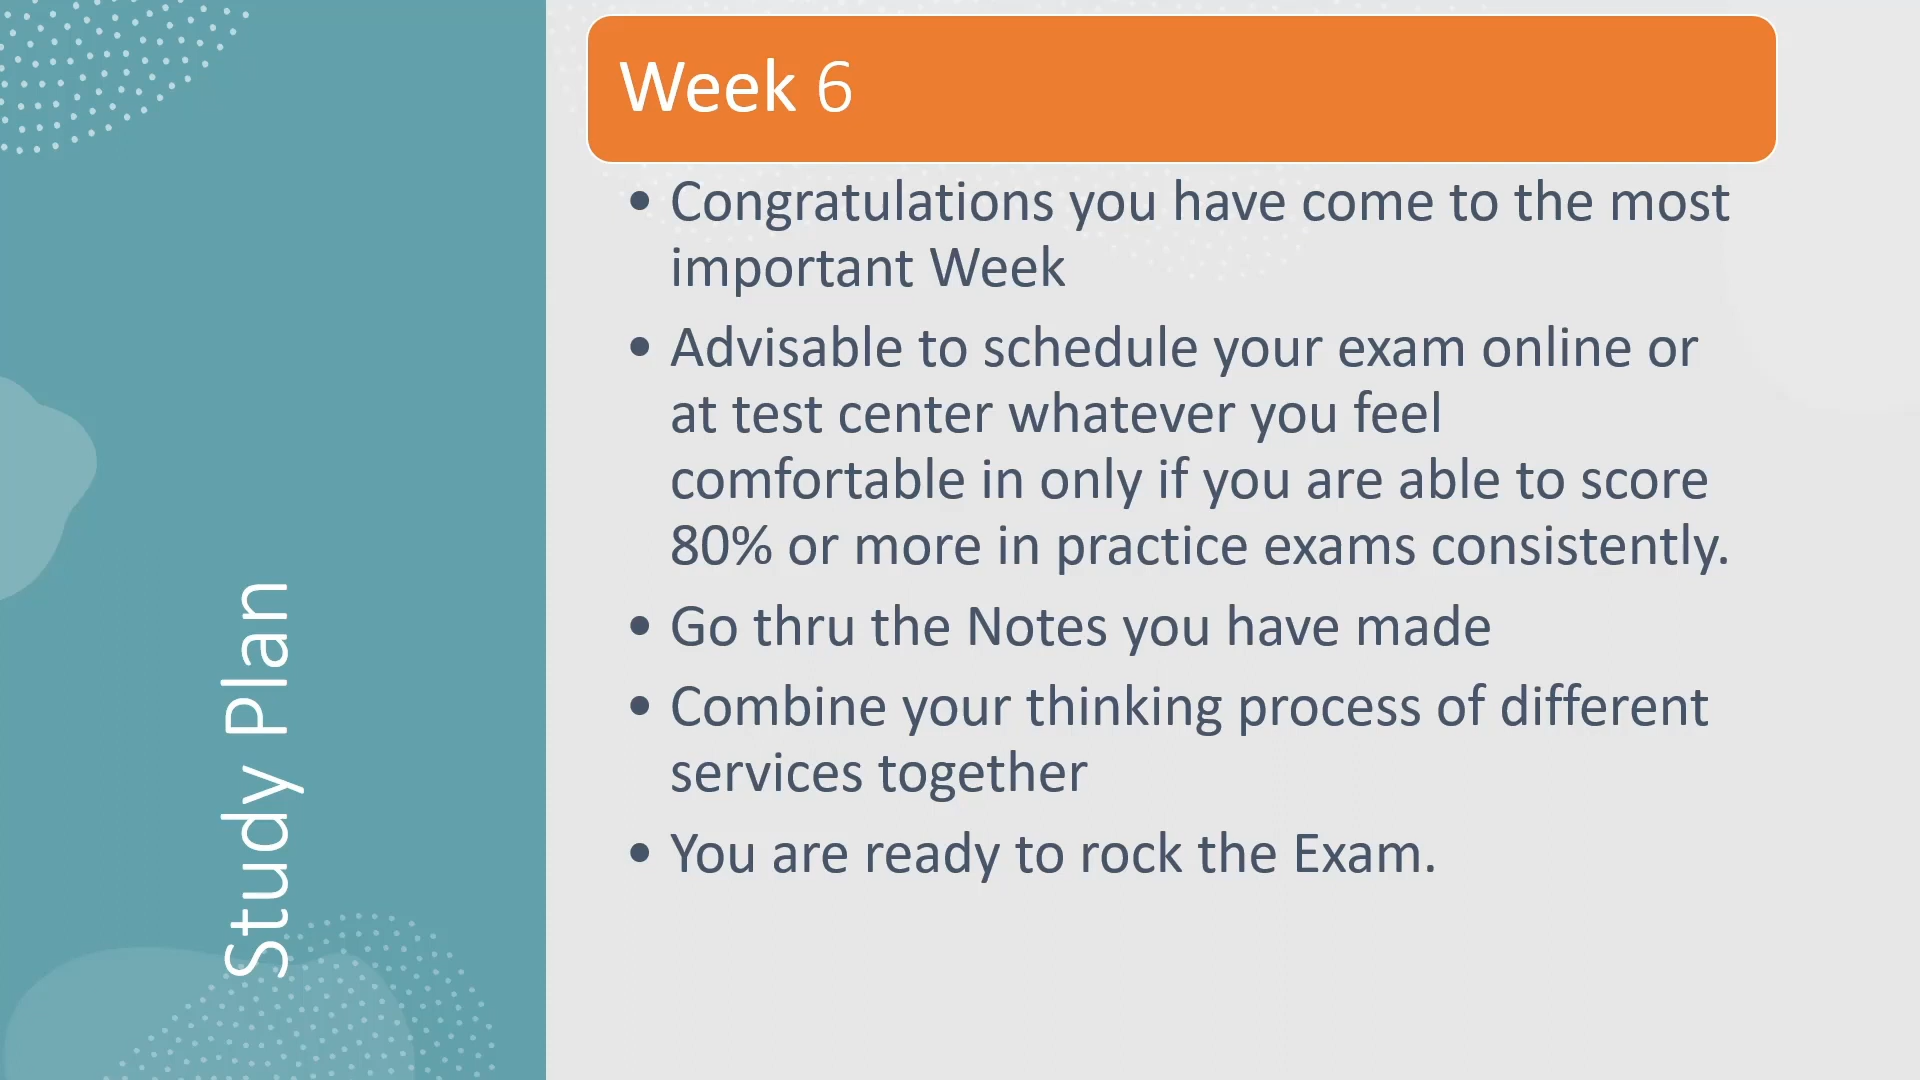 Study Plan
Week 6
• Congratulations you have come to the most
important Week
• Advisable to schedule your exam online or
at test center whatever you feel
comfortable in only if you are able to score
80% or more in practice exams consistently.
• Go thru the Notes you have made
• Combine your thinking process of different
services together
• You are ready to rock the Exam.